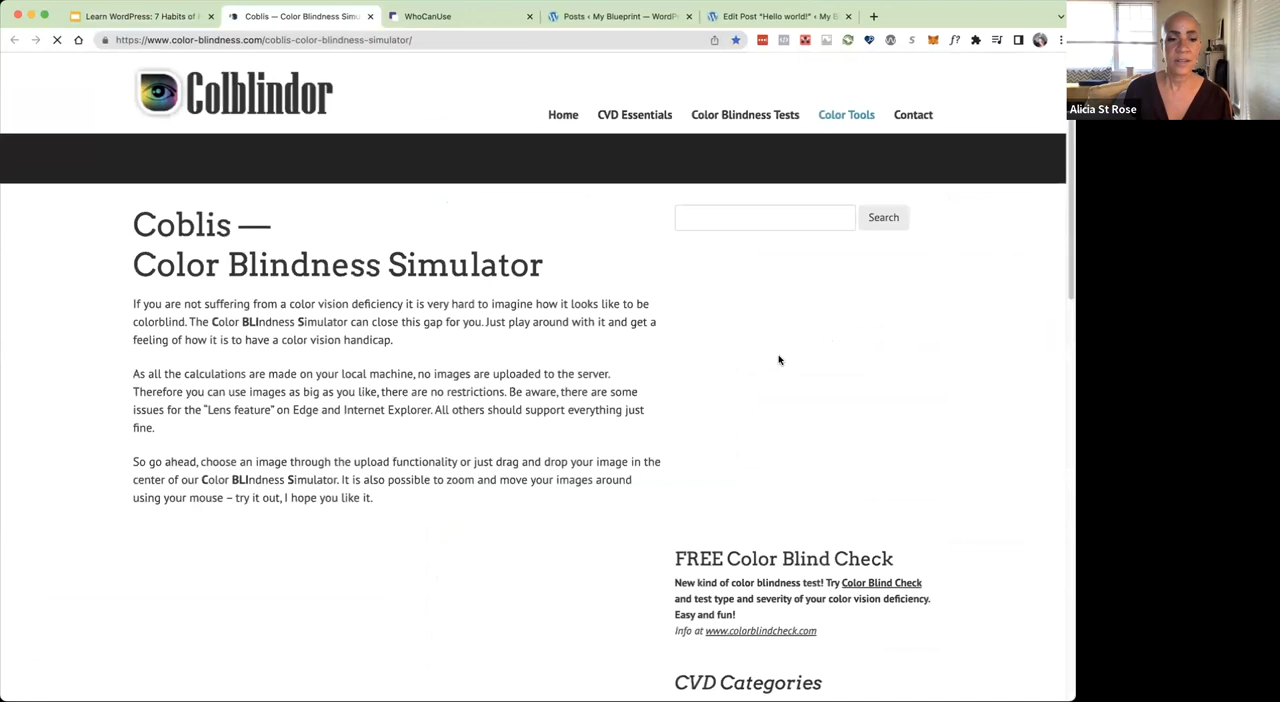 Learn WordPress: 7 Habits of
Coblis — Color Blindness Simu
WhoCanUse
Posts ‹ My Blueprint — WordP
Edit Post "Hello world!" ‹ My E
https://www.color-blindness.com/coblis-color-blindness-simulator/
Alicia St Rose
Colblindor
Home
CVD Essentials
Color Blindness Tests
Color Tools
Contact
Coblis —
Color Blindness Simulator
Search
If you are not suffering from a color vision deficiency it is very hard to imagine how it looks like to be
colorblind. The Color BLIndness Simulator can close this gap for you. Just play around with it and get a
feeling of how it is to have a color vision handicap.
As all the calculations are made on your local machine, no images are uploaded to the server.
Therefore you can use images as big as you like, there are no restrictions. Be aware, there are some
issues for the "Lens feature" on Edge and Internet Explorer. All others should support everything just
fine.
So go ahead, choose an image through the upload functionality or just drag and drop your image in the
center of our Color BLIndness Simulator. It is also possible to zoom and move your images around
using your mouse – try it out, I hope you like it.
FREE Color Blind Check
New kind of color blindness test! Try Color Blind Check
and test type and severity of your color vision deficiency.
Easy and fun!
Info at www.colorblindcheck.com
CVD Categories